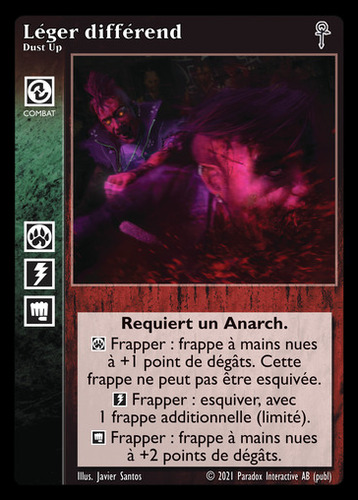 Léger différend
Dust Up
COMBAT
Requiert un Anarch.
Frapper : frappe à mains nues
à +1 point de dégâts. Cette
frappe ne peut pas être esquivée.
Frapper : esquiver, avec
1 frappe additionnelle (limité).
Frapper : frappe à mains nues
à +2 points de dégâts.
Illus. Javier Santos © 2021 Paradox Interactive AB (publ)